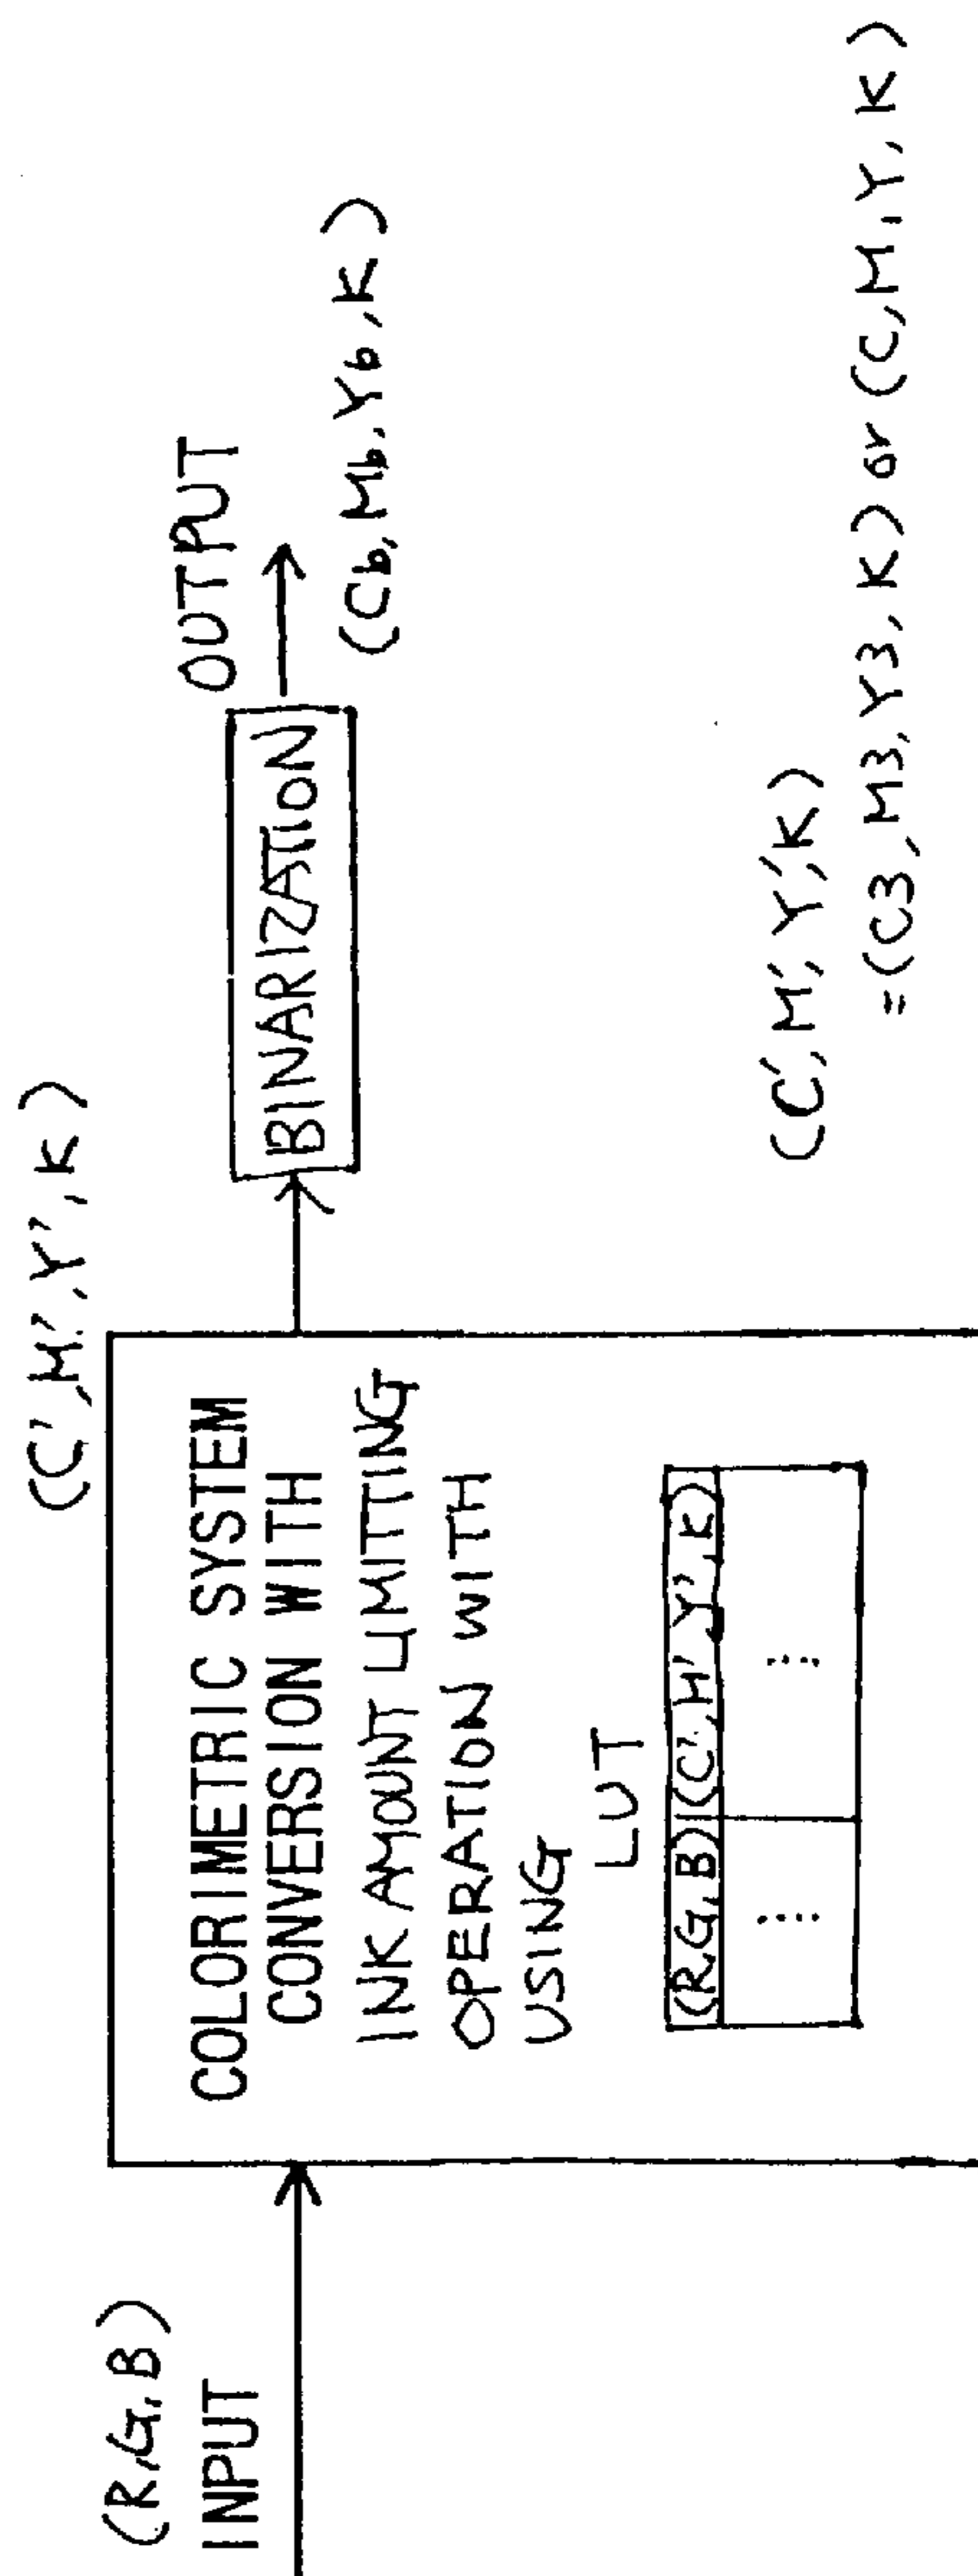 (R,G,B)
INPUT
(C',M',Y',K)
COLORIMETRIC SYSTEM
CONVERSION WITH
INK AMOUNT LIMITTING
OPERATION WITH
USING
LUT
(R,G,B) (C',M',Y',K)
⋮ ⋮
BINARIZATION
OUTPUT
(Cb,Mb,Yb,K)
(C',M',Y',K)
=(C3,M3,Y3,K) or (C,M,Y,K)